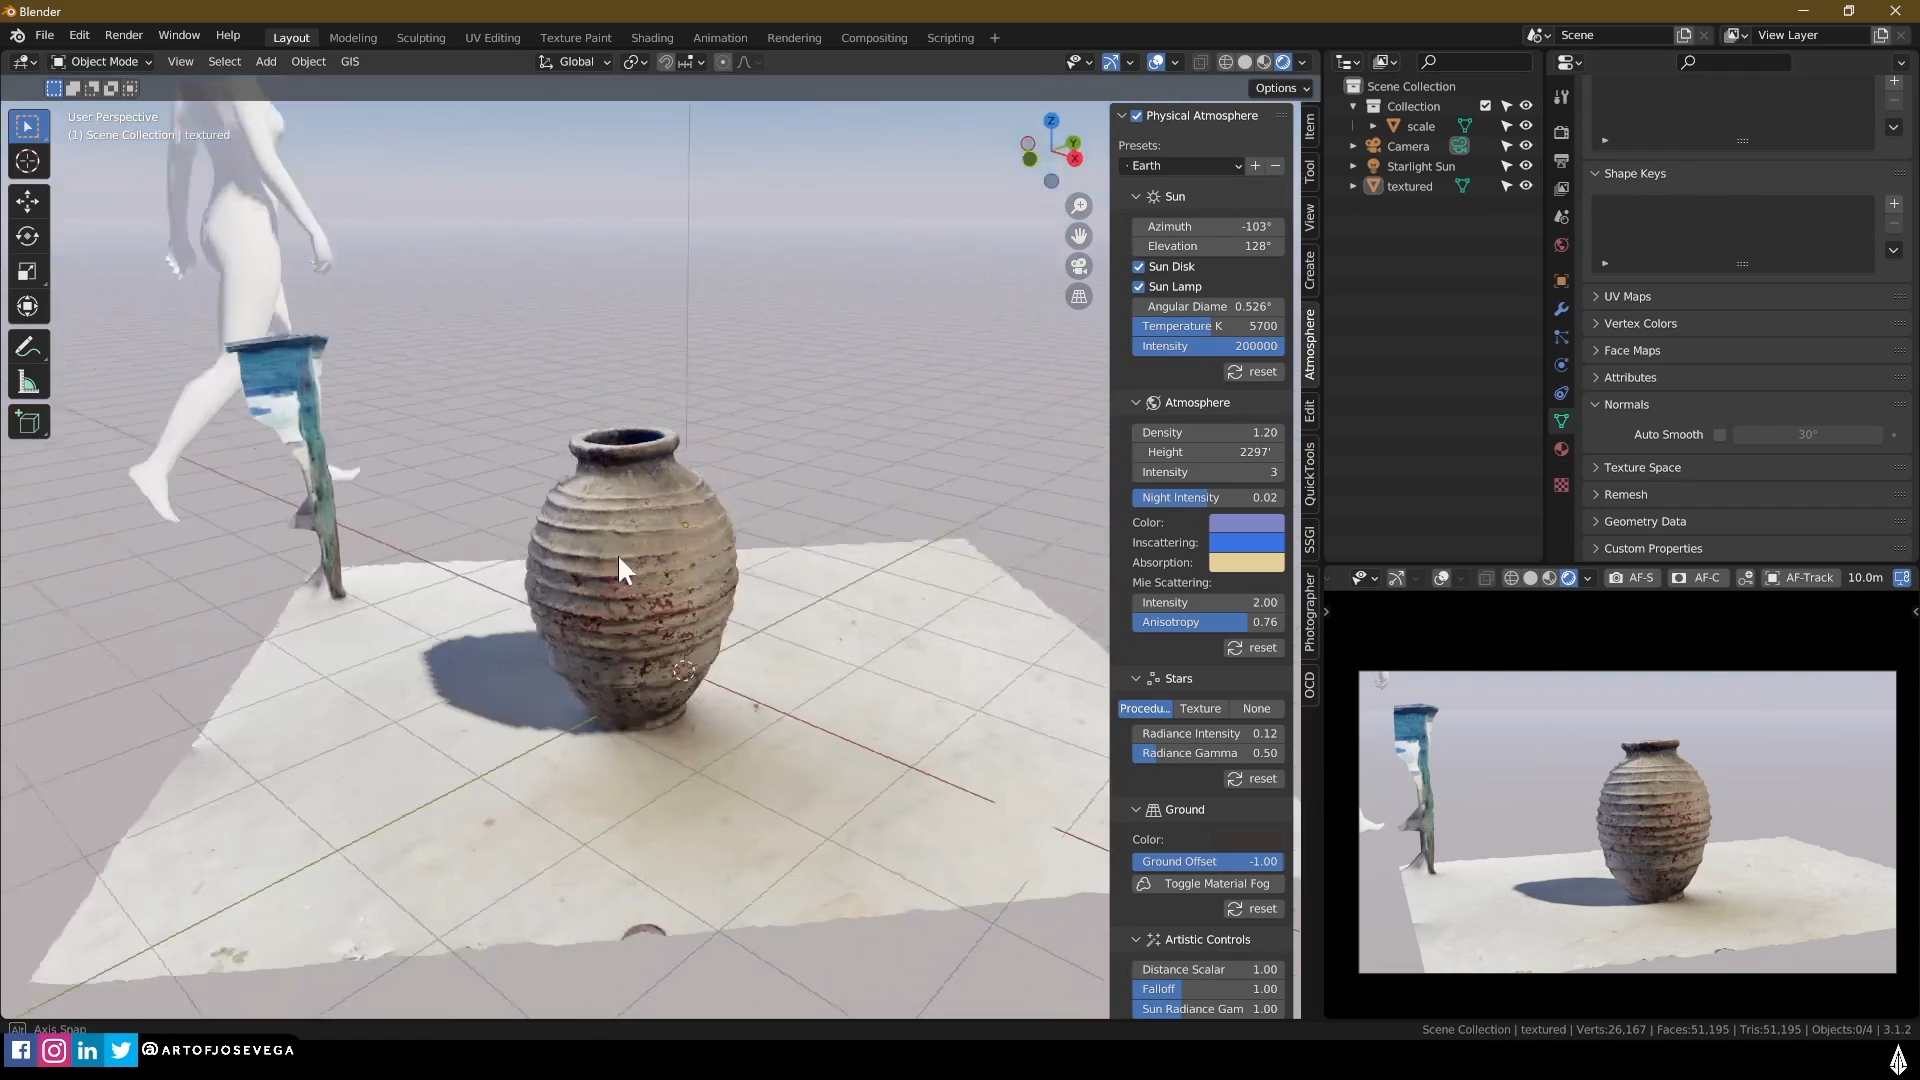 Blender
File Edit Render Window Help
Layout Modeling Sculpting UV Editing Texture Paint Shading Animation Rendering Compositing Scripting +
Scene
View Layer
Object Mode View Select Add Object GIS
Global
Options
User Perspective
(1) Scene Collection | textured
Z
Y
X
Physical Atmosphere
Presets:
· Earth
Sun
Azimuth -103°
Elevation 128°
Sun Disk
Sun Lamp
Angular Diame 0.526°
Temperature K 5700
Intensity 200000
reset
Atmosphere
Density 1.20
Height 2297'
Intensity 3
Night Intensity 0.02
Color:
Inscattering:
Absorption:
Mie Scattering:
Intensity 2.00
Anisotropy 0.76
reset
Stars
Procedu... Texture None
Radiance Intensity 0.12
Radiance Gamma 0.50
reset
Ground
Color:
Ground Offset -1.00
Toggle Material Fog
reset
Artistic Controls
Distance Scalar 1.00
Falloff 1.00
Sun Radiance Gam 1.00
Item
Tool
View
Create
Atmosphere
Edit
QuickTools
SSGI
Photographer
OCD
Scene Collection
Collection
scale
Camera
Starlight Sun
textured
Shape Keys
UV Maps
Vertex Colors
Face Maps
Attributes
Normals
Auto Smooth 30°
Texture Space
Remesh
Geometry Data
Custom Properties
AF-S AF-C AF-Track 10.0m
Alt Axis Snap
Scene Collection | textured | Verts:26,167 | Faces:51,195 | Tris:51,195 | Objects:0/4 | 3.1.2
@ARTOFJOSEVEGA